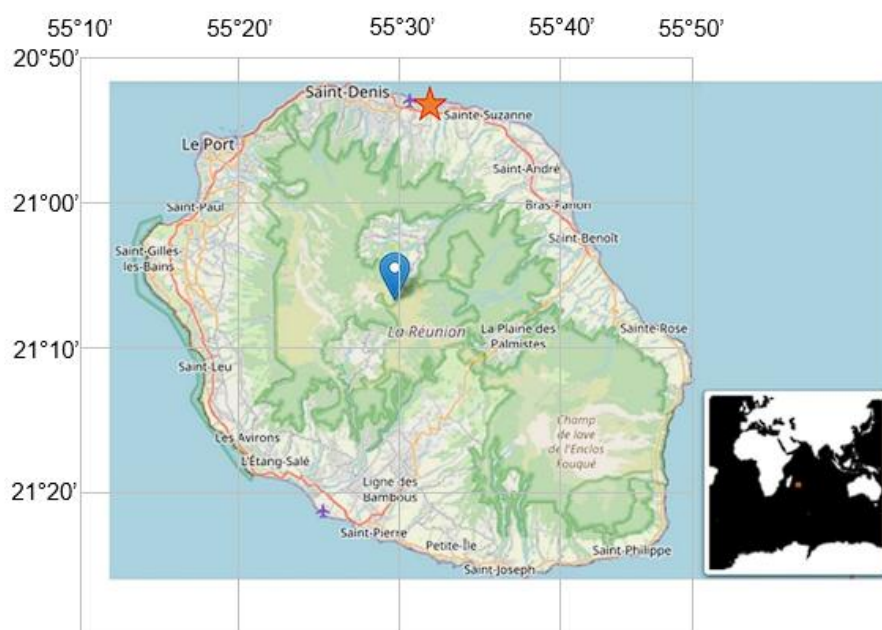 55°10’ 55°20’ 55°30’ 55°40’ 55°50’
20°50’
Saint-Denis
Sainte-Suzanne
Le Port
Saint-André
21°00’
Saint-Paul
Bras-Panon
Saint-Benoît
Saint-Gilles-
les-Bains
La Réunion
La Plaine des
Palmistes
Sainte-Rose
21°10’
Saint-Leu
Champ
de lave
de l'Enclos
Fouqué
Les Avirons
L'Étang-Salé
21°20’
Ligne des
Bambous
Saint-Pierre
Petite-Île
Saint-Philippe
Saint-Joseph